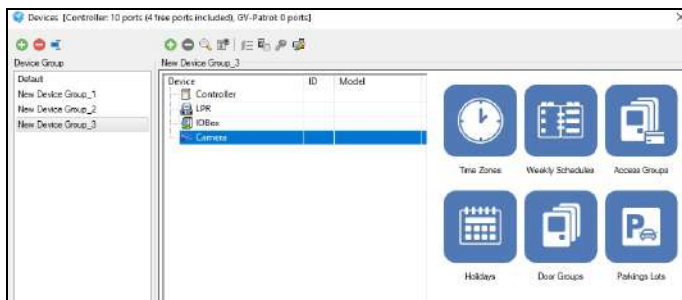 Devices [Controller: 10 ports (4 free ports included), GV-Patrol: 0 ports]
Device Group
New Device Group_3
Default
New Device Group_1
New Device Group_2
New Device Group_3
Device ID Model
Controller
LPR
IOBox
Camera
Time Zones Weekly Schedules Access Groups
Holidays Door Groups Parkings Lots